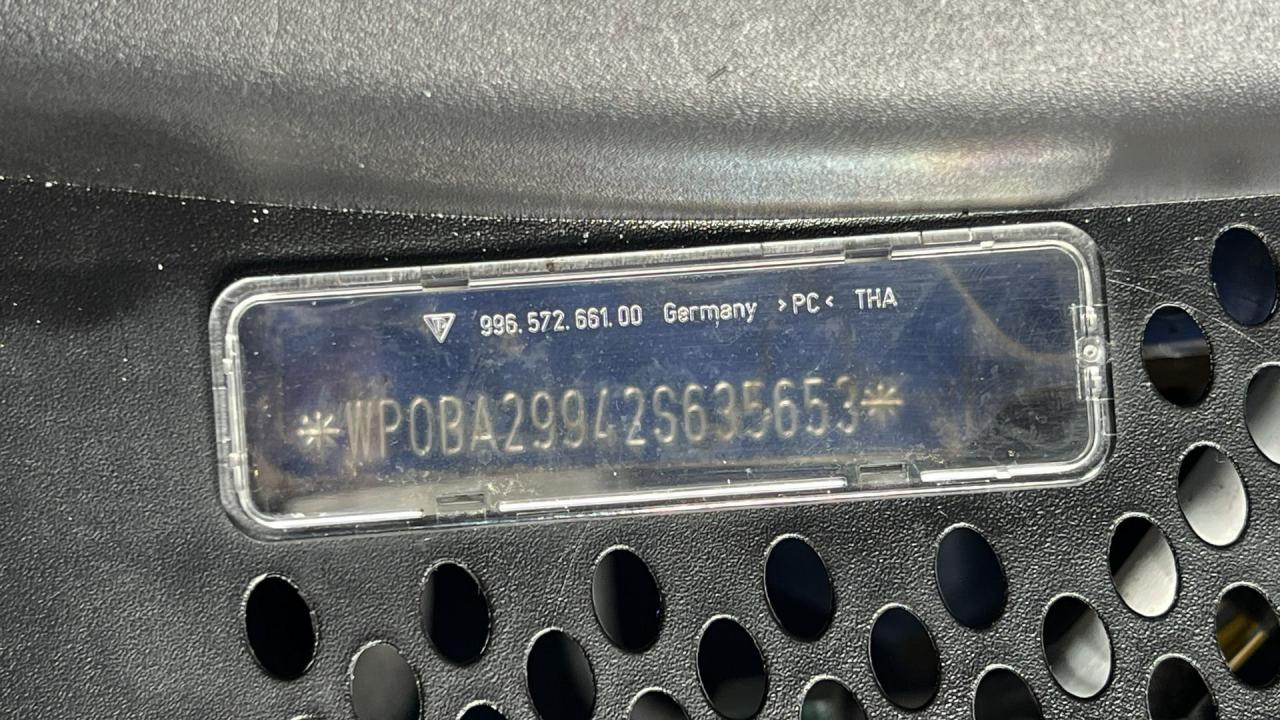 996.572.661.00 Germany >PC< THA
*WP0BA29942S635653*